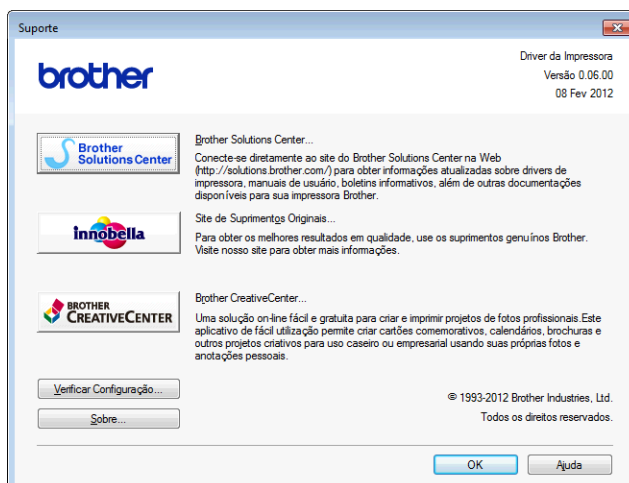 Suporte
brother
Driver da Impressora
Versão 0.06.00
08 Fev 2012
Brother
Solutions Center
Brother Solutions Center...
Conecte-se diretamente ao site do Brother Solutions Center na Web
(http://solutions.brother.com/) para obter informações atualizadas sobre drivers de
impressora, manuais de usuário, boletins informativos, além de outras documentações
disponíveis para sua impressora Brother.
innobella
Site de Suprimentos Originais...
Para obter os melhores resultados em qualidade, use os suprimentos genuínos Brother.
Visite nosso site para obter mais informações.
BROTHER
CREATIVECENTER
Brother CreativeCenter...
Uma solução on-line fácil e gratuita para criar e imprimir projetos de fotos profissionais.Este
aplicativo de fácil utilização permite criar cartões comemorativos, calendários, brochuras e
outros projetos criativos para uso caseiro ou empresarial usando suas próprias fotos e
anotações pessoais.
Verificar Configuração...
Sobre...
© 1993-2012 Brother Industries, Ltd.
Todos os direitos reservados.
OK
Ajuda